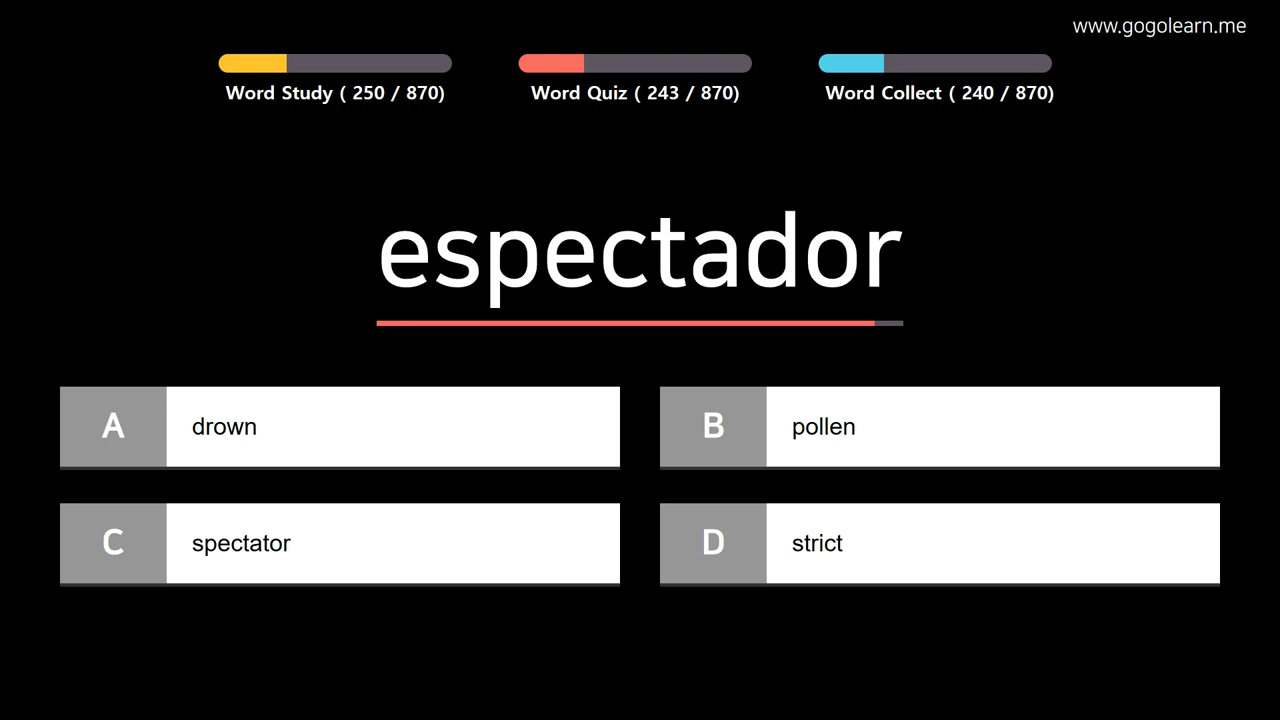 www.gogolearn.me
Word Study ( 250 / 870)
Word Quiz ( 243 / 870)
Word Collect ( 240 / 870)
espectador
A drown
B pollen
C spectator
D strict